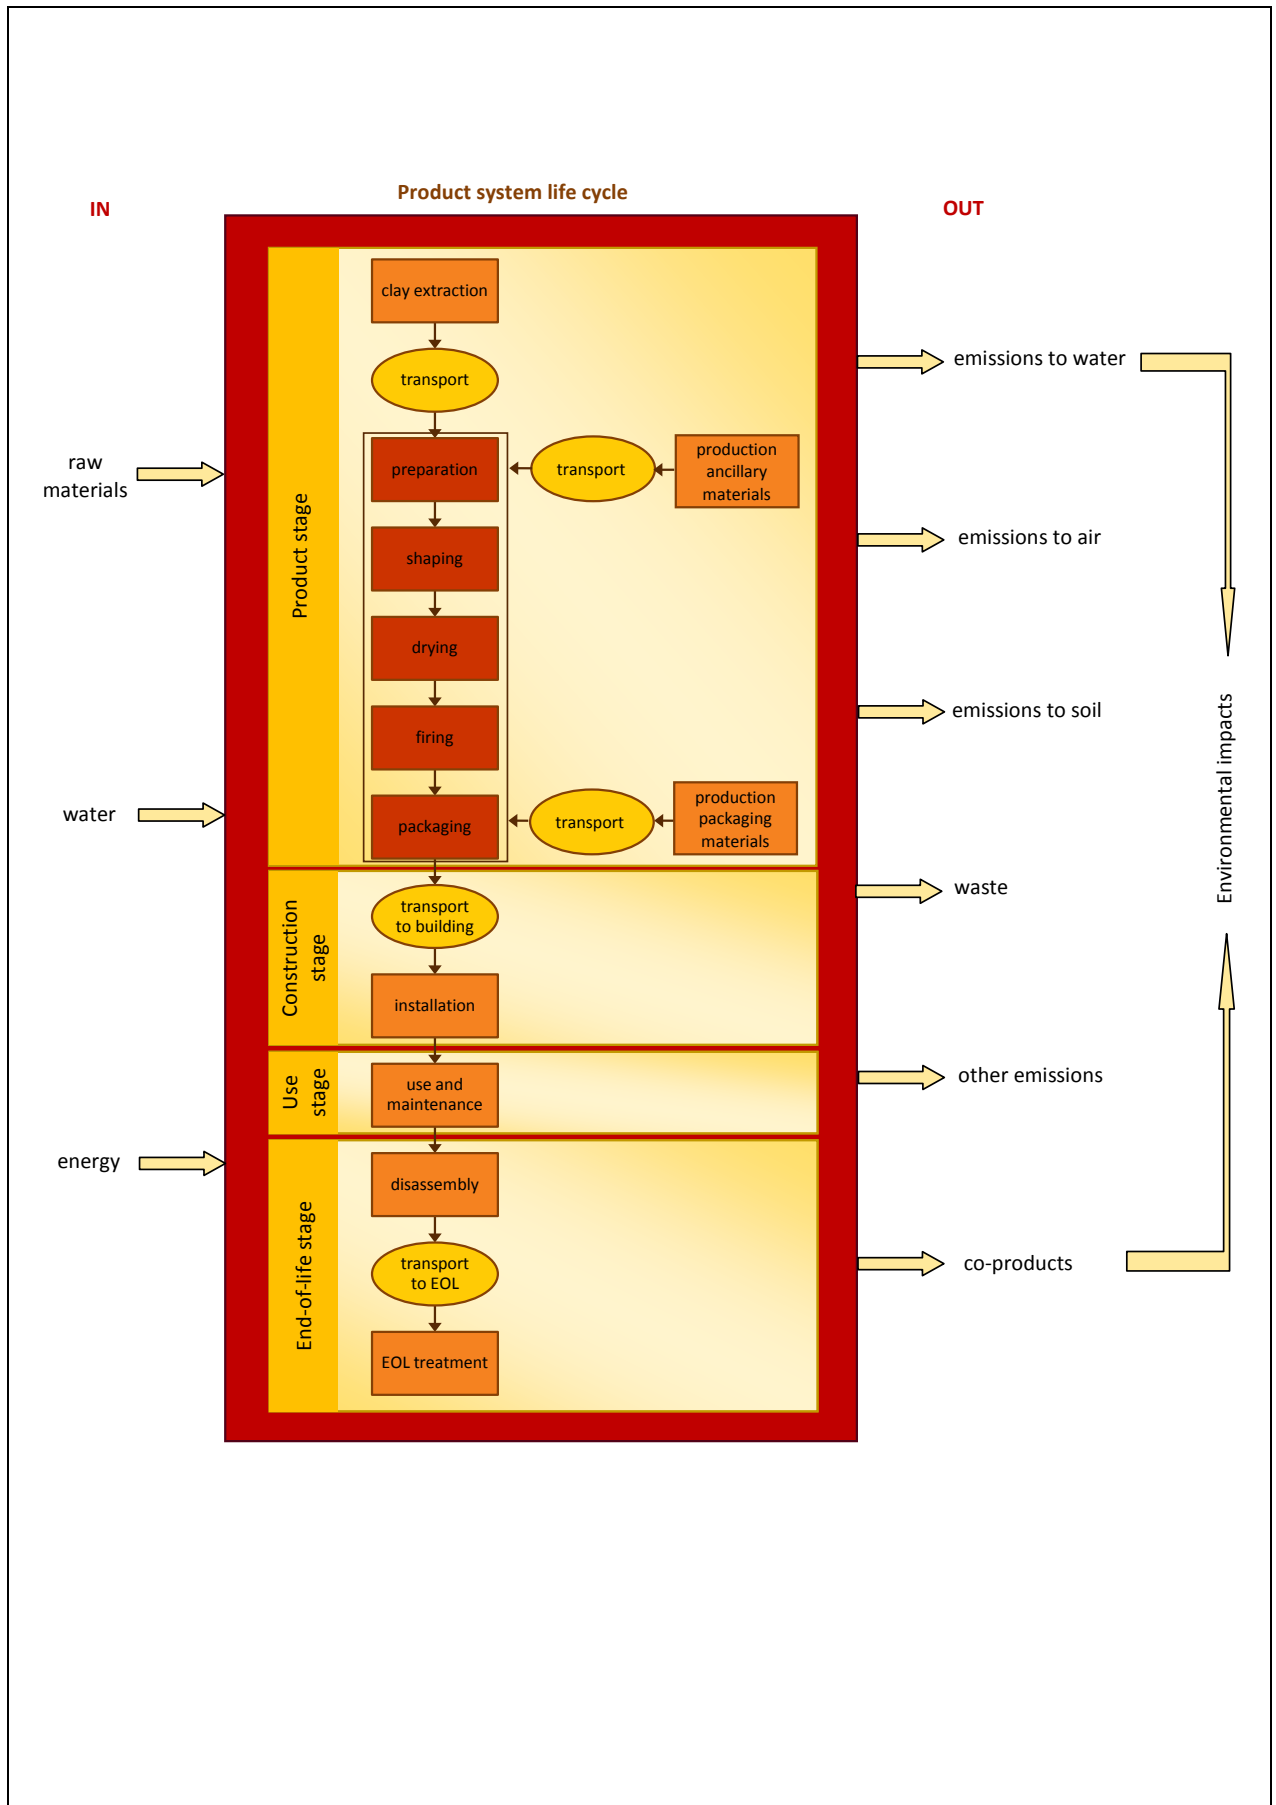 Product system life cycle
IN
OUT
raw
materials
water
energy
Product stage
clay extraction
transport
preparation
transport
production
ancillary
materials
shaping
drying
firing
packaging
transport
production
packaging
materials
Construction
stage
transport
to building
installation
Use
stage
use and
maintenance
End-of-life stage
disassembly
transport
to EOL
EOL treatment
emissions to water
emissions to air
emissions to soil
waste
other emissions
co-products
Environmental impacts